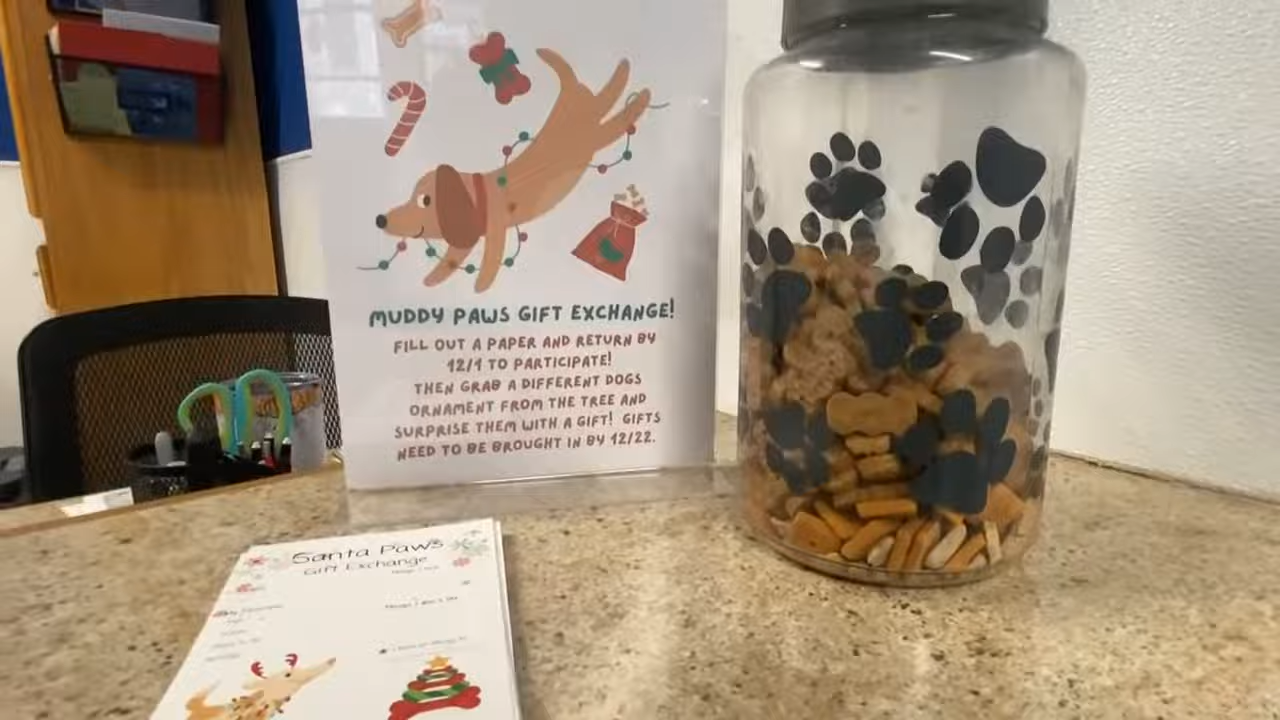 MUDDY PAWS GIFT EXCHANGE!
FILL OUT A PAPER AND RETURN BY
12/1 TO PARTICIPATE!
THEN GRAB A DIFFERENT DOGS
ORNAMENT FROM THE TREE AND
SURPRISE THEM WITH A GIFT! GIFTS
NEED TO BE BROUGHT IN BY 12/22.
Santa Paws
Gift Exchange